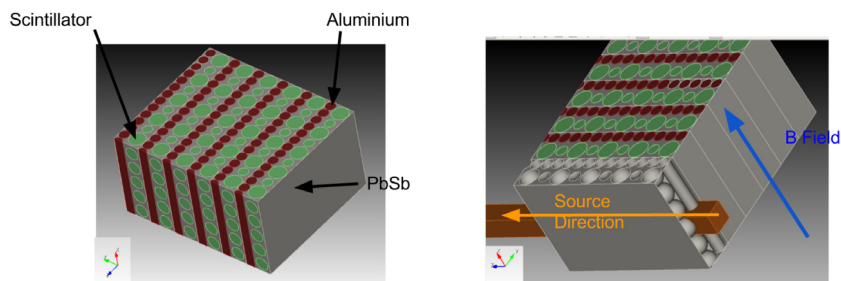 Scintillator
Aluminium
PbSb
B Field
Source
Direction